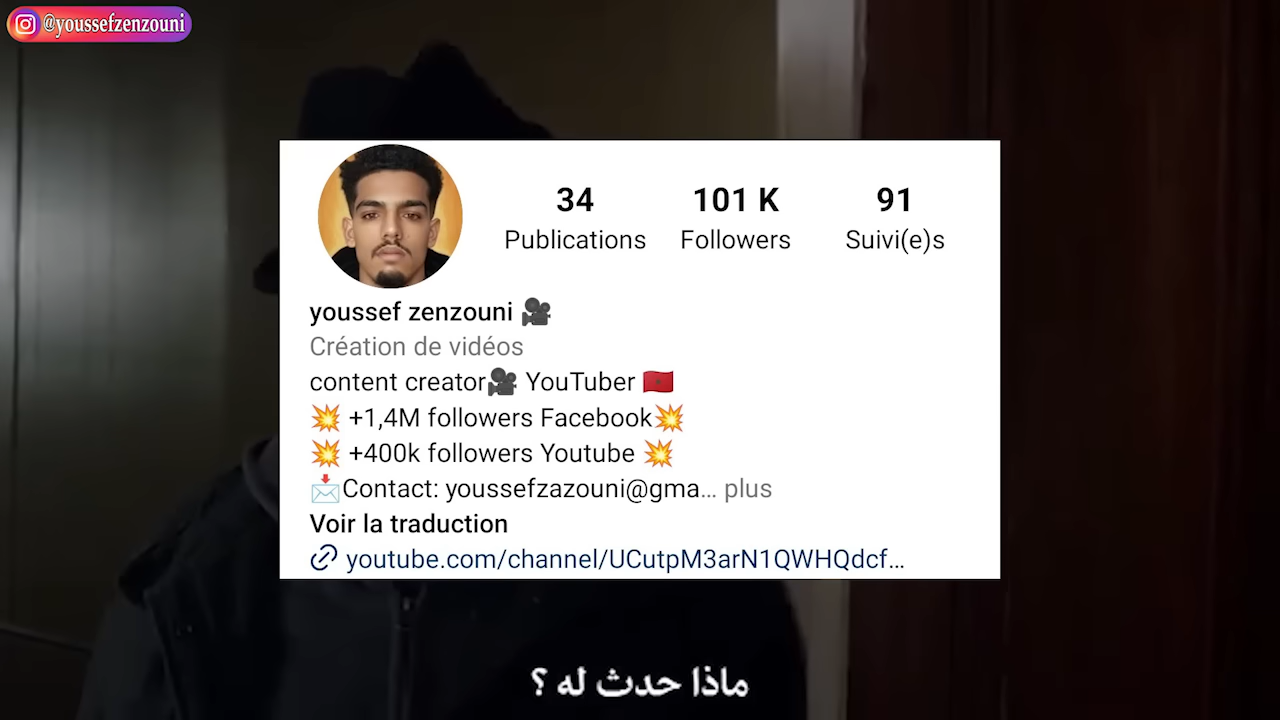 @youssefzenzouni
34 101 K 91
Publications Followers Suivi(e)s
youssef zenzouni 🎥
Création de vidéos
content creator🎥 YouTuber 🇲🇦
💥 +1,4M followers Facebook💥
💥 +400k followers Youtube 💥
📩Contact: youssefzazouni@gma… plus
Voir la traduction
youtube.com/channel/UCutpM3arN1QWHQdcf…
ماذا حدث له ؟